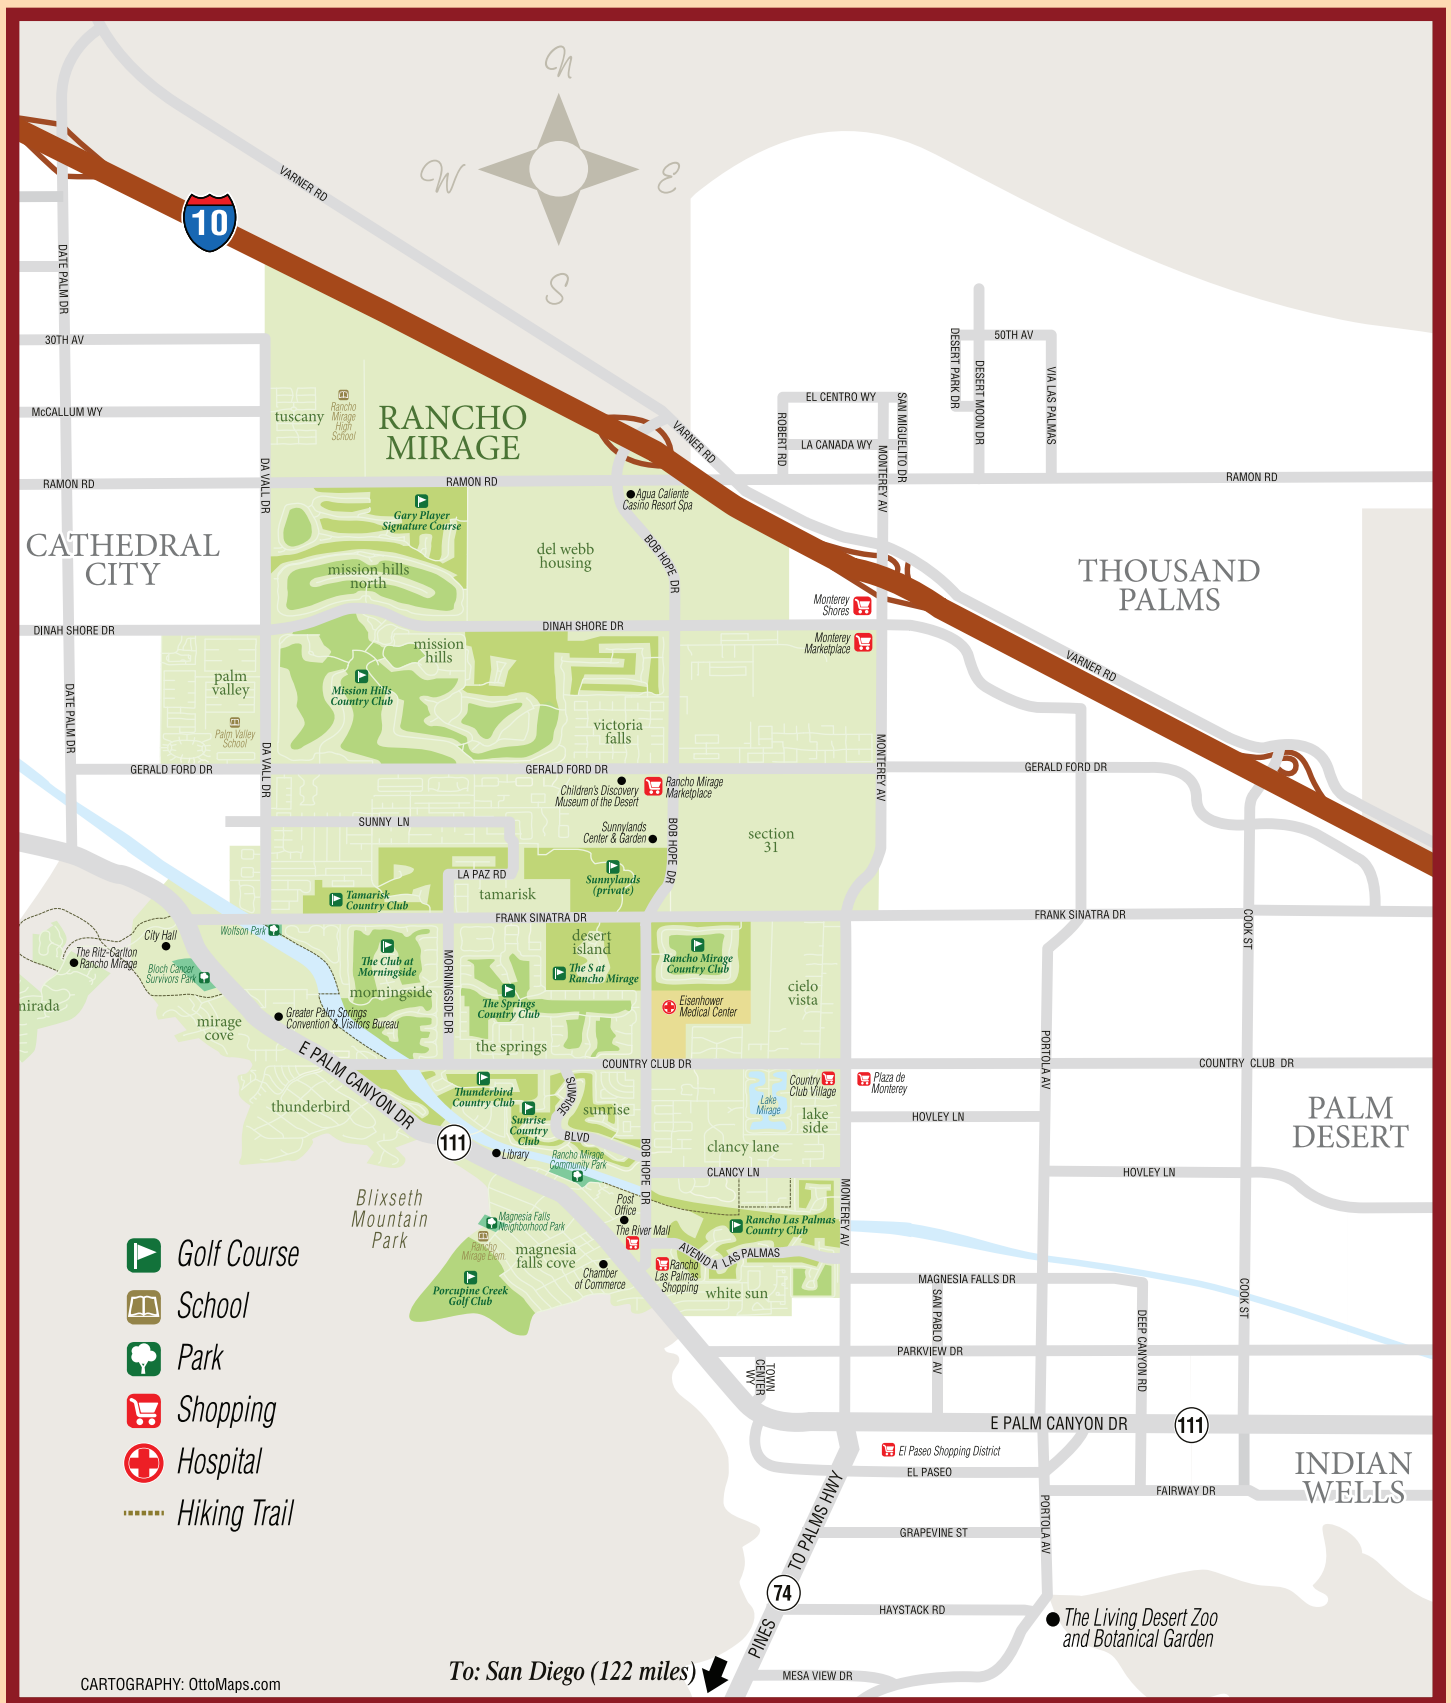 N
W
E
S
VARNER RD
10
DATE PALM DR
30TH AV
50TH AV
DESERT PARK DR
DESERT MOON DR
VIA LAS PALMAS
McCALLUM WY
tuscany
Rancho
Mirage
High
School
RANCHO
MIRAGE
EL CENTRO WY
ROBERT RD
LA CANADA WY
SAN MIGUELITO DR
MONTEREY AV
VARNER RD
RAMON RD
DA VALL DR
RAMON RD
RAMON RD
Agua Caliente
Casino Resort Spa
Gary Player
Signature Course
CATHEDRAL
CITY
mission hills
north
del webb
housing
BOB HOPE DR
THOUSAND
PALMS
Monterey
Shores
Monterey
Marketplace
DINAH SHORE DR
DINAH SHORE DR
mission
hills
palm
valley
Mission Hills
Country Club
Palm Valley
School
victoria
falls
VARNER RD
DATE PALM DR
DA VALL DR
MONTEREY AV
GERALD FORD DR
GERALD FORD DR
GERALD FORD DR
Children's Discovery
Museum of the Desert
Rancho Mirage
Marketplace
SUNNY LN
Sunnylands
Center & Garden
BOB HOPE DR
section
31
LA PAZ RD
tamarisk
Sunnylands
(private)
Tamarisk
Country Club
FRANK SINATRA DR
FRANK SINATRA DR
COOK ST
Wolfson Park
City Hall
The Ritz-Carlton
Rancho Mirage
Bloch Cancer
Survivors Park
mirada
mirage
cove
Greater Palm Springs
Convention & Visitors Bureau
The Club at
Morningside
morningside
MORNINGSIDE DR
The Springs
Country Club
the springs
desert
island
The S at
Rancho Mirage
Rancho Mirage
Country Club
Eisenhower
Medical Center
cielo
vista
E PALM CANYON DR
thunderbird
COUNTRY CLUB DR
COUNTRY CLUB DR
PORTOLA AV
Thunderbird
Country Club
Sunrise
Country
Club
SUNRISE
BLVD
sunrise
Lake
Mirage
Country
Club Village
Plaza de
Monterey
lake
side
HOVLEY LN
PALM
DESERT
111
Library
Rancho Mirage
Community Park
BOB HOPE DR
clancy lane
CLANCY LN
HOVLEY LN
MONTEREY AV
Blixseth
Mountain
Park
Magnesia Falls
Neighborhood Park
Rancho
Mirage Elem.
magnesia
falls cove
Porcupine Creek
Golf Club
Post
Office
The River Mall
Chamber
of Commerce
Rancho Las Palmas
Country Club
AVENIDA LAS PALMAS
Rancho
Las Palmas
Shopping
white sun
MAGNESIA FALLS DR
SAN PABLO AV
DEEP CANYON RD
COOK ST
PARKVIEW DR
TOWN
CENTER
WY
E PALM CANYON DR
111
El Paseo Shopping District
EL PASEO
INDIAN
WELLS
FAIRWAY DR
PORTOLA AV
GRAPEVINE ST
PINES TO PALMS HWY
74
HAYSTACK RD
The Living Desert Zoo
and Botanical Garden
MESA VIEW DR
To: San Diego (122 miles)
Golf Course
School
Park
Shopping
Hospital
Hiking Trail
CARTOGRAPHY: OttoMaps.com